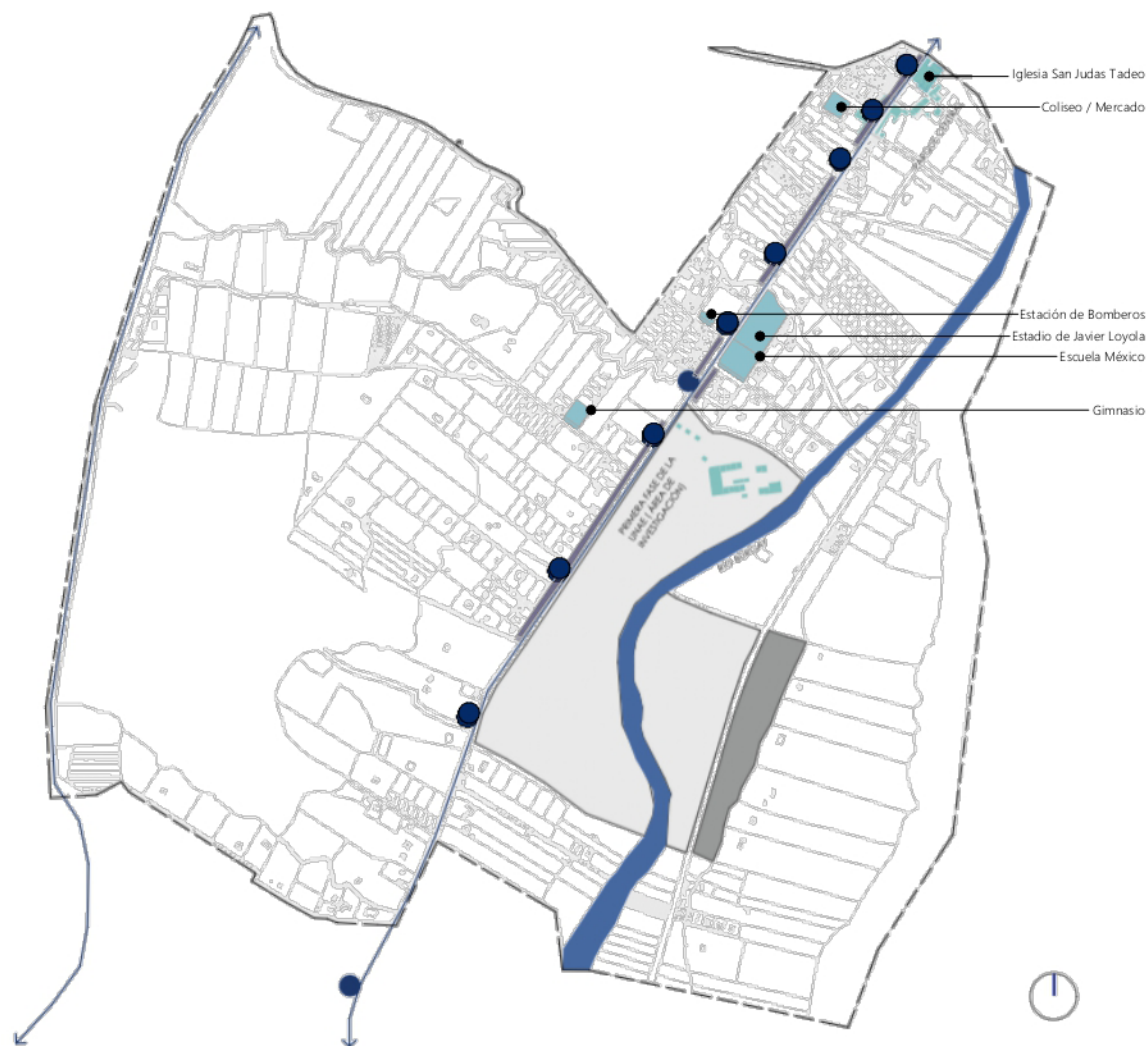 Iglesia San Judas Tadeo
Coliseo / Mercado
Estación de Bomberos
Estadio de Javier Loyola
Escuela México
Gimnasio
PRIMERA FASE DE LA
UNAE ( ÁREA DE
INVESTIGACIÓN)